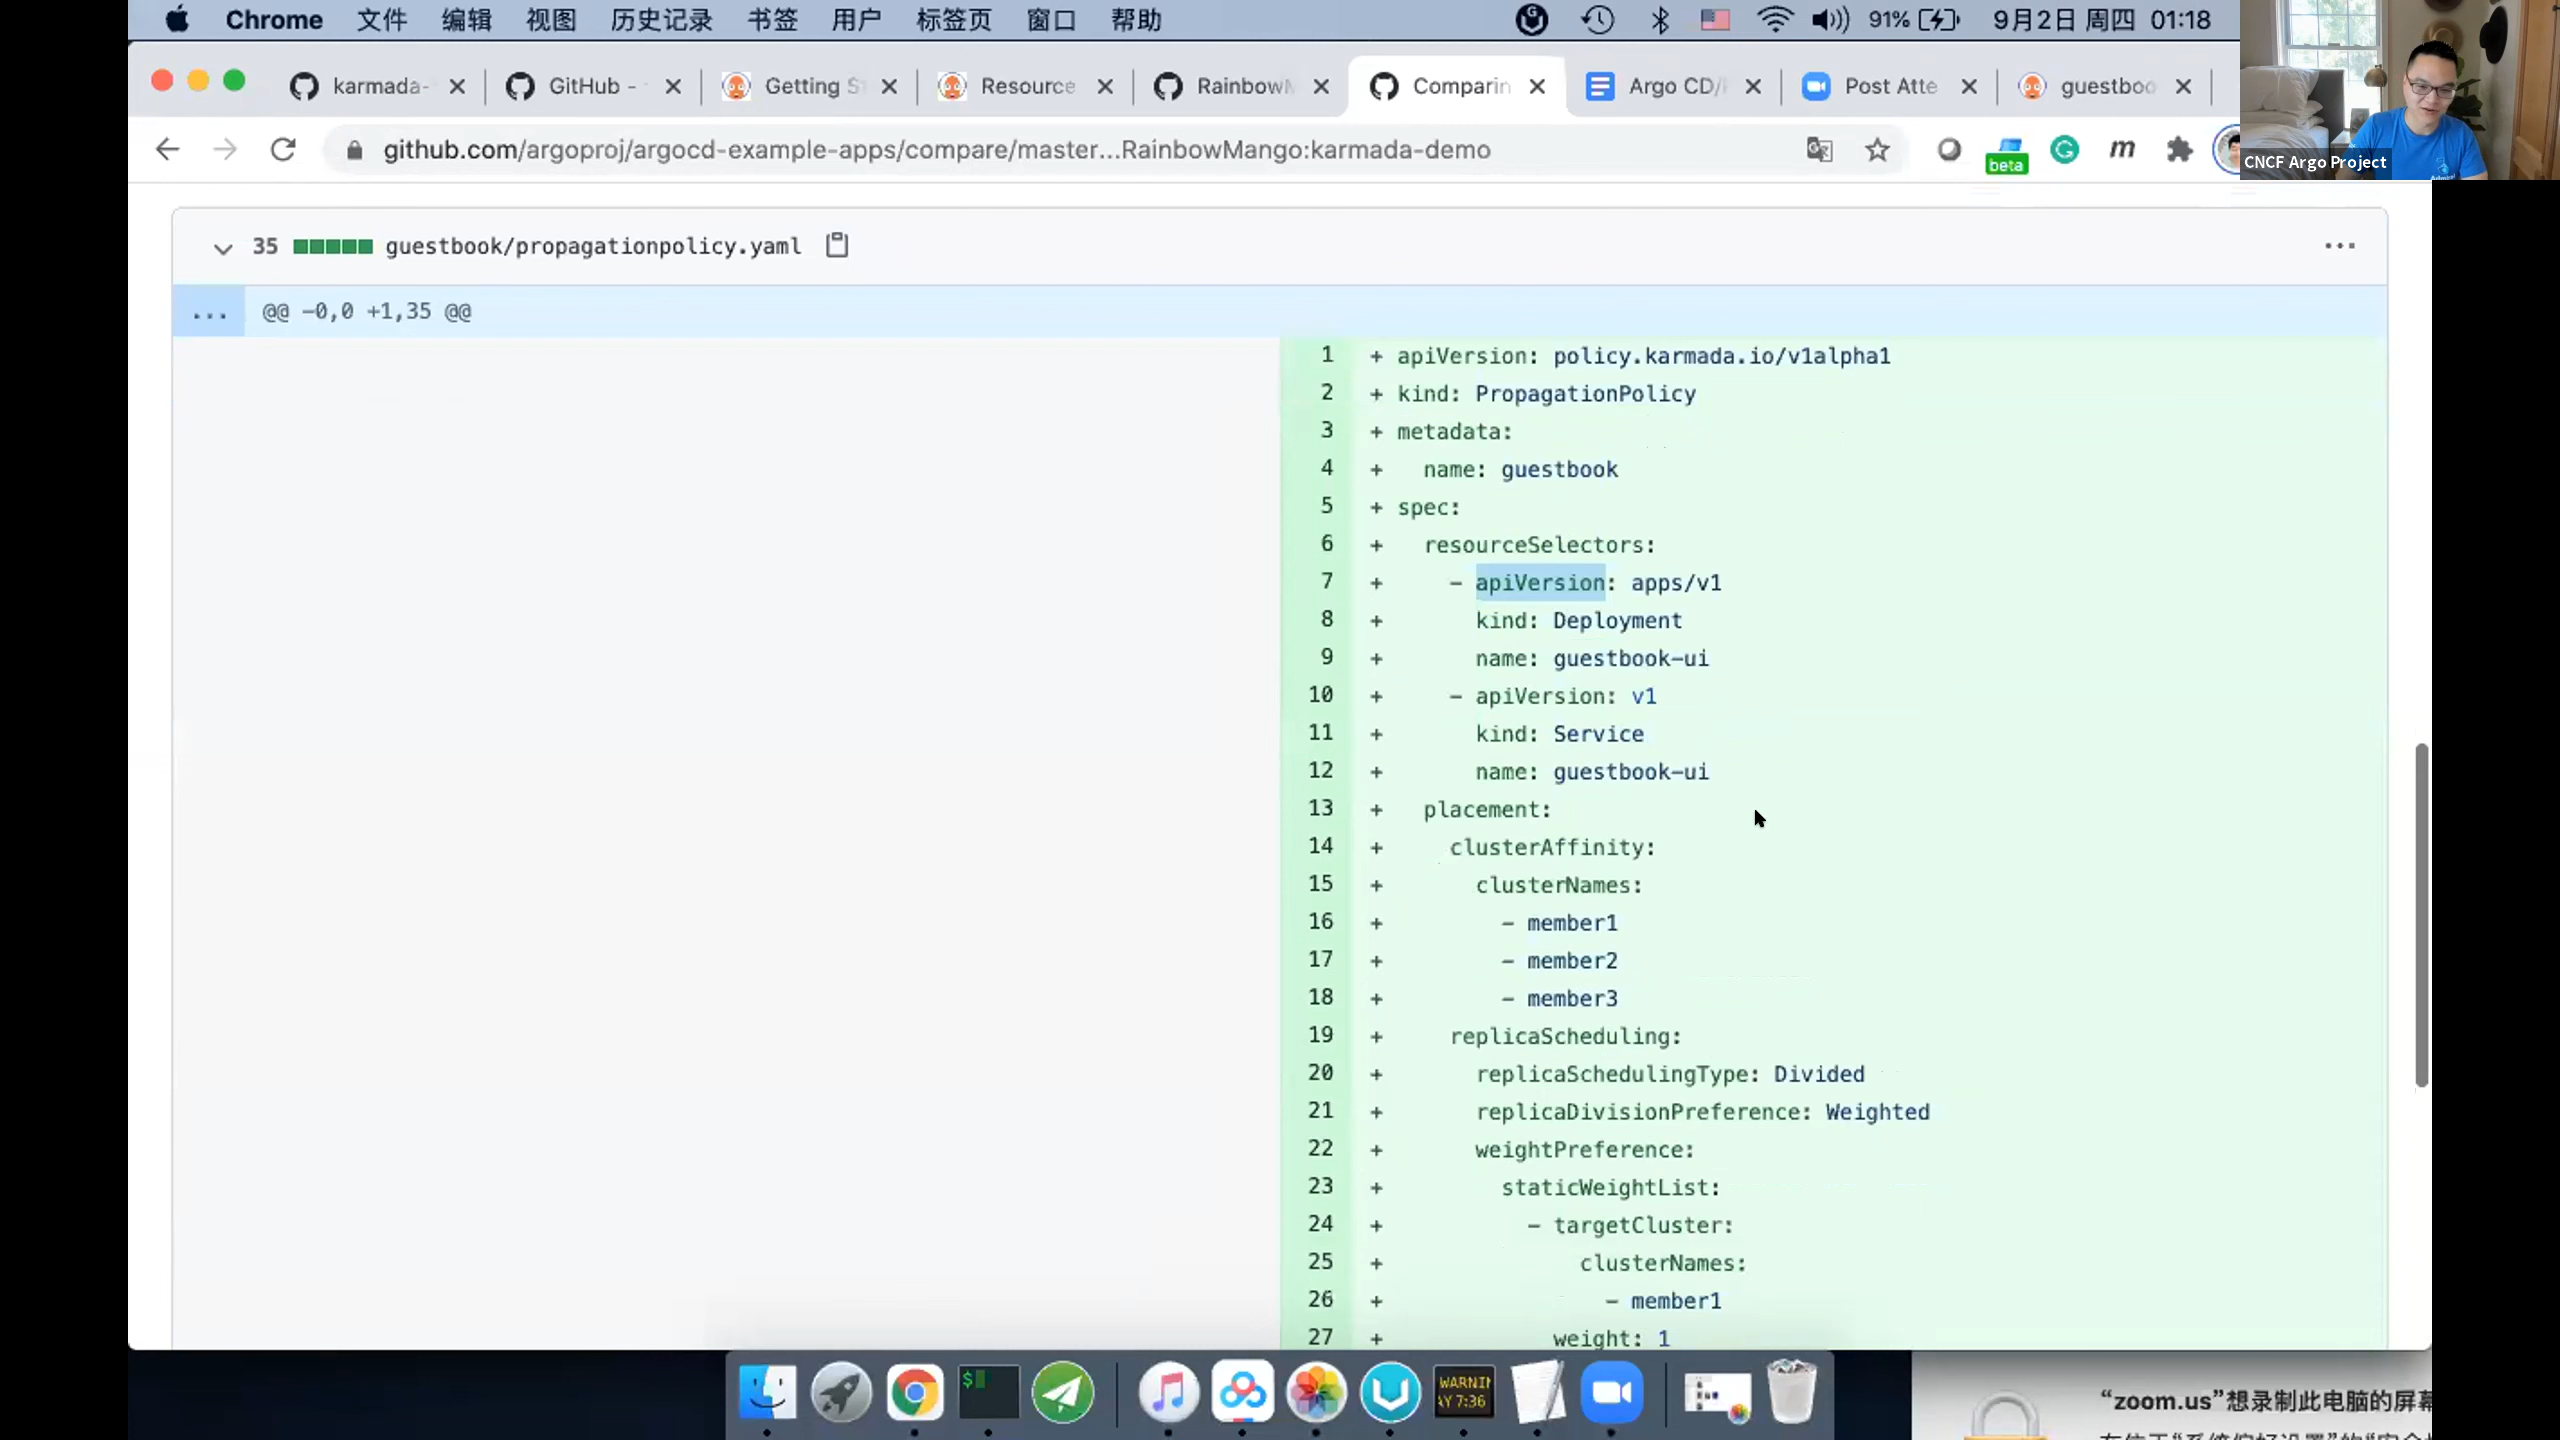 Chrome 文件 编辑 视图 历史记录 书签 用户 标签页 窗口 帮助 91% 9月2日 周四 01:18
karmada- GitHub - Getting S Resource RainbowM Comparin Argo CD/ Post Atte guestboo
github.com/argoproj/argocd-example-apps/compare/master...RainbowMango:karmada-demo
beta
m
CNCF Argo Project
35 guestbook/propagationpolicy.yaml ...
... @@ -0,0 +1,35 @@
1 + apiVersion: policy.karmada.io/v1alpha1
2 + kind: PropagationPolicy
3 + metadata:
4 + name: guestbook
5 + spec:
6 + resourceSelectors:
7 + - apiVersion: apps/v1
8 + kind: Deployment
9 + name: guestbook-ui
10 + - apiVersion: v1
11 + kind: Service
12 + name: guestbook-ui
13 + placement:
14 + clusterAffinity:
15 + clusterNames:
16 + - member1
17 + - member2
18 + - member3
19 + replicaScheduling:
20 + replicaSchedulingType: Divided
21 + replicaDivisionPreference: Weighted
22 + weightPreference:
23 + staticWeightList:
24 + - targetCluster:
25 + clusterNames:
26 + - member1
27 + weight: 1
$
WARNIN
AY 7:36
“zoom.us”想录制此电脑的屏幕